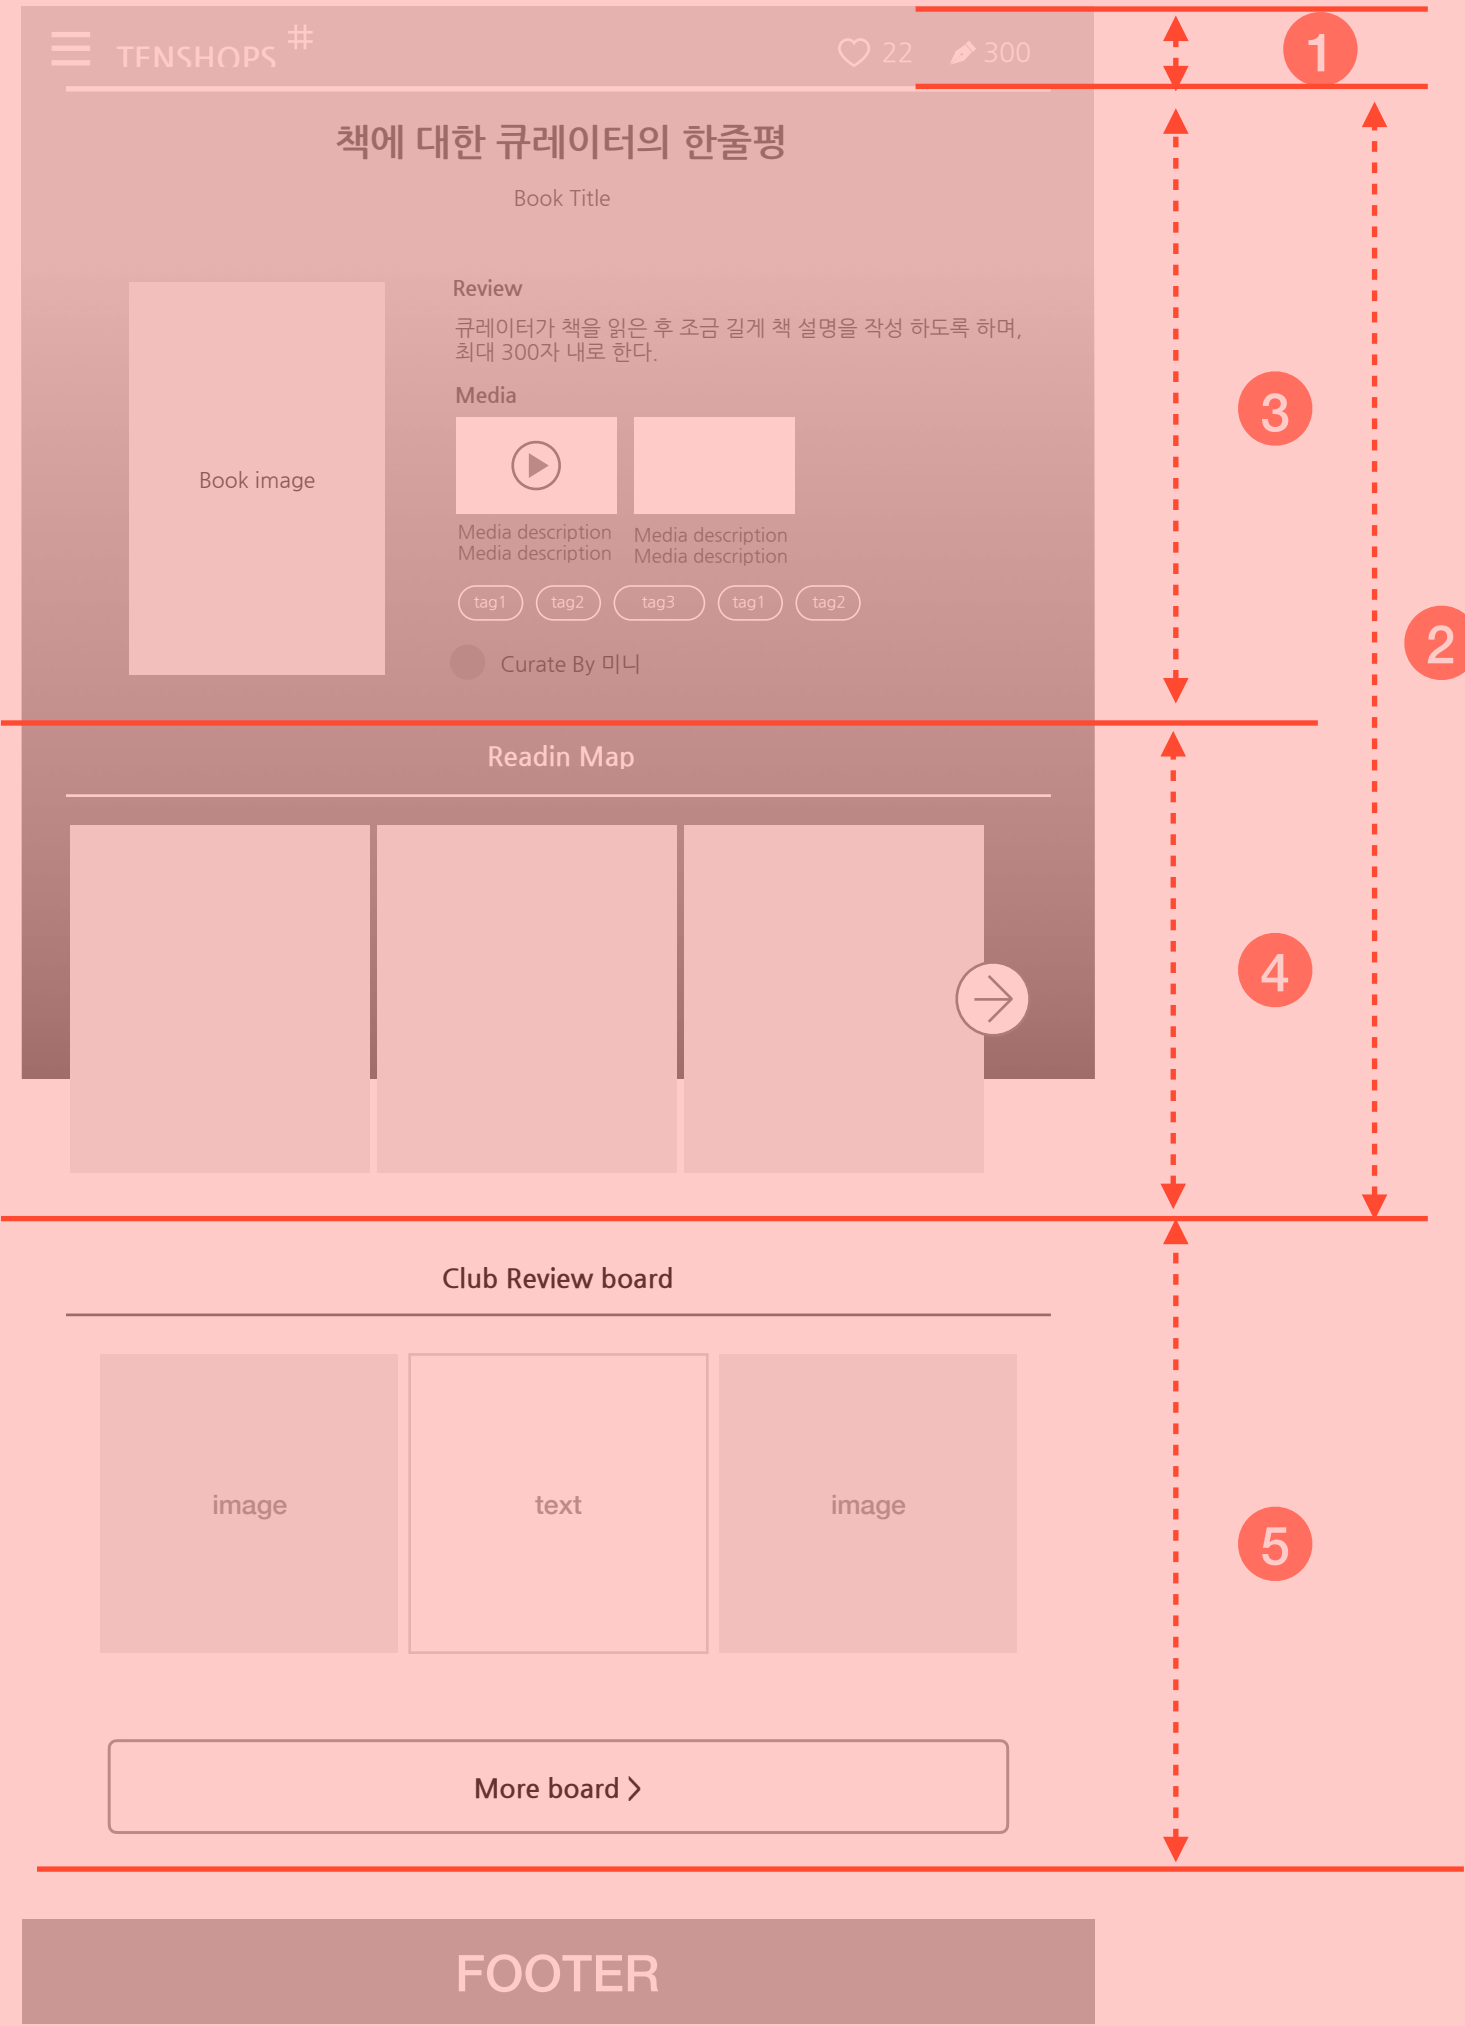 TENSHOPS #
22
300
1
책에 대한 큐레이터의 한줄평
Book Title
Review
큐레이터가 책을 읽은 후 조금 길게 책 설명을 작성 하도록 하며,
최대 300자 내로 한다.
Media
3
Book image
Media description
Media description
Media description
Media description
tag1
tag2
tag3
tag1
tag2
2
Curate By 미니
Readin Map
4
Club Review board
image
text
image
5
More board >
FOOTER